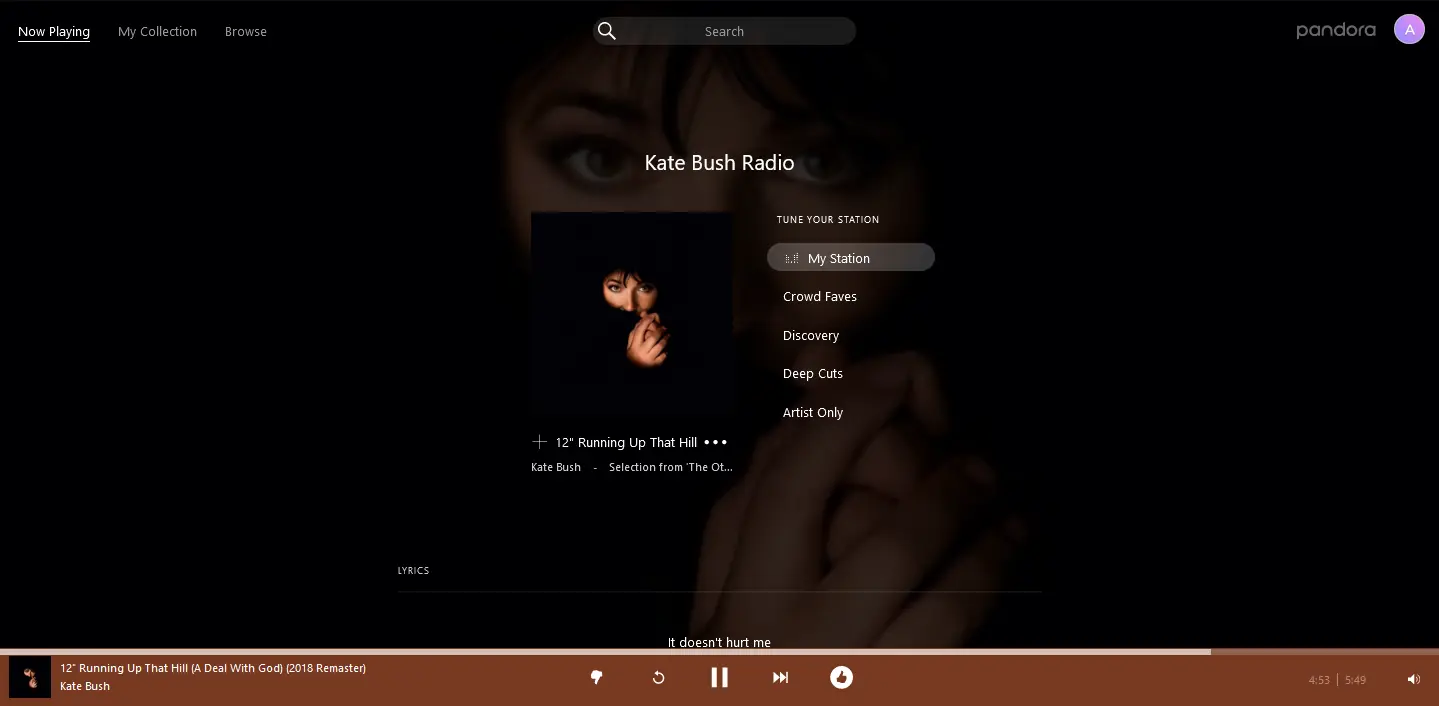 Now Playing
My Collection
Browse
Search
pandora
A
Kate Bush Radio
TUNE YOUR STATION
My Station
Crowd Faves
Discovery
Deep Cuts
Artist Only
12" Running Up That Hill
Kate Bush - Selection from 'The Ot...
LYRICS
It doesn't hurt me
12" Running Up That Hill (A Deal With God) (2018 Remaster)
Kate Bush
4:53 | 5:49